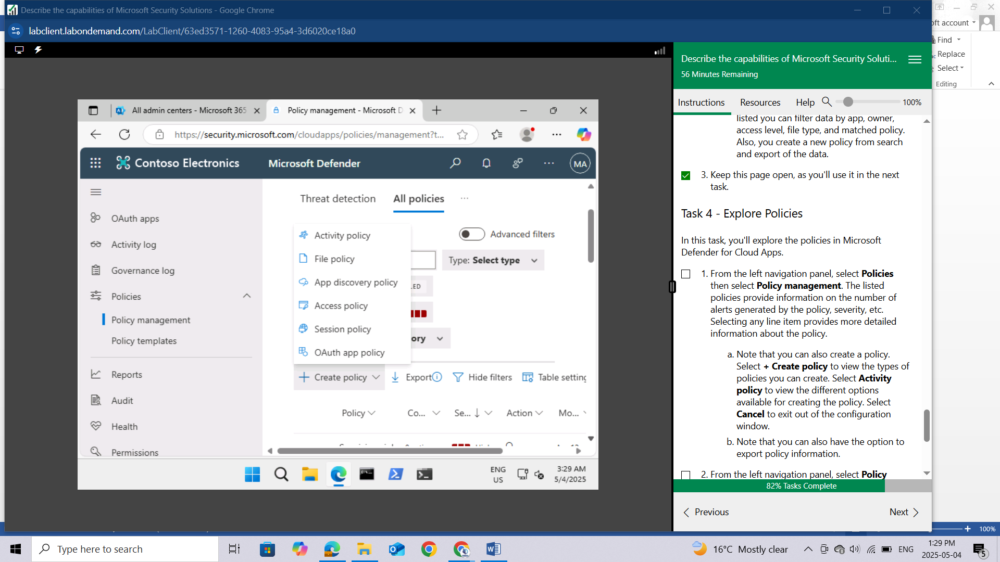 Describe the capabilities of Microsoft Security Solutions - Google Chrome
labclient.labondemand.com/LabClient/63ed3571-1260-4083-95a4-3d6020ce18a0
account
Find
Replace
Select
Editing
Describe the capabilities of Microsoft Security Soluti...
56 Minutes Remaining
Instructions Resources Help 100%
listed you can filter data by app, owner,
access level, file type, and matched policy.
Also, you create a new policy from search
and export of the data.
3. Keep this page open, as you'll use it in the next
task.
Task 4 - Explore Policies
In this task, you'll explore the policies in Microsoft
Defender for Cloud Apps.
1. From the left navigation panel, select Policies
then select Policy management. The listed
policies provide information on the number of
alerts generated by the policy, severity, etc.
Selecting any line item provides more detailed
information about the policy.
a. Note that you can also create a policy.
Select + Create policy to view the types of
policies you can create. Select Activity
policy to view the different options
available for creating the policy. Select
Cancel to exit out of the configuration
window.
b. Note that you can also have the option to
export policy information.
2. From the left navigation panel, select Policy
82% Tasks Complete
Previous Next
All admin centers - Microsoft 365
Policy management - Microsoft D
https://security.microsoft.com/cloudapps/policies/management?t...
Contoso Electronics Microsoft Defender MA
OAuth apps
Activity log
Governance log
Policies
Policy management
Policy templates
Reports
Audit
Health
Permissions
Threat detection All policies ...
Activity policy
File policy
App discovery policy
Access policy
Session policy
OAuth app policy
Advanced filters
Type: Select type
ory
Create policy Export Hide filters Table setting
Policy Co... Se... Action Mo...
ENG
US
3:29 AM
5/4/2025
100%
Type here to search
16°C Mostly clear
ENG
1:29 PM
2025-05-04
5